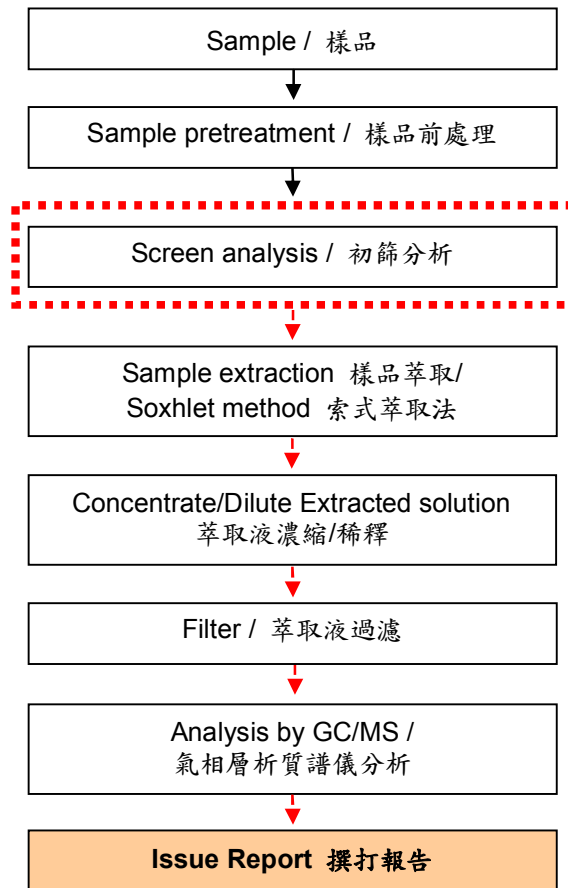 Sample / 樣品
Sample pretreatment / 樣品前處理
Screen analysis / 初篩分析
Sample extraction 樣品萃取/
Soxhlet method 索式萃取法
Concentrate/Dilute Extracted solution
萃取液濃縮/稀釋
Filter / 萃取液過濾
Analysis by GC/MS /
氣相層析質譜儀分析
Issue Report 撰打報告